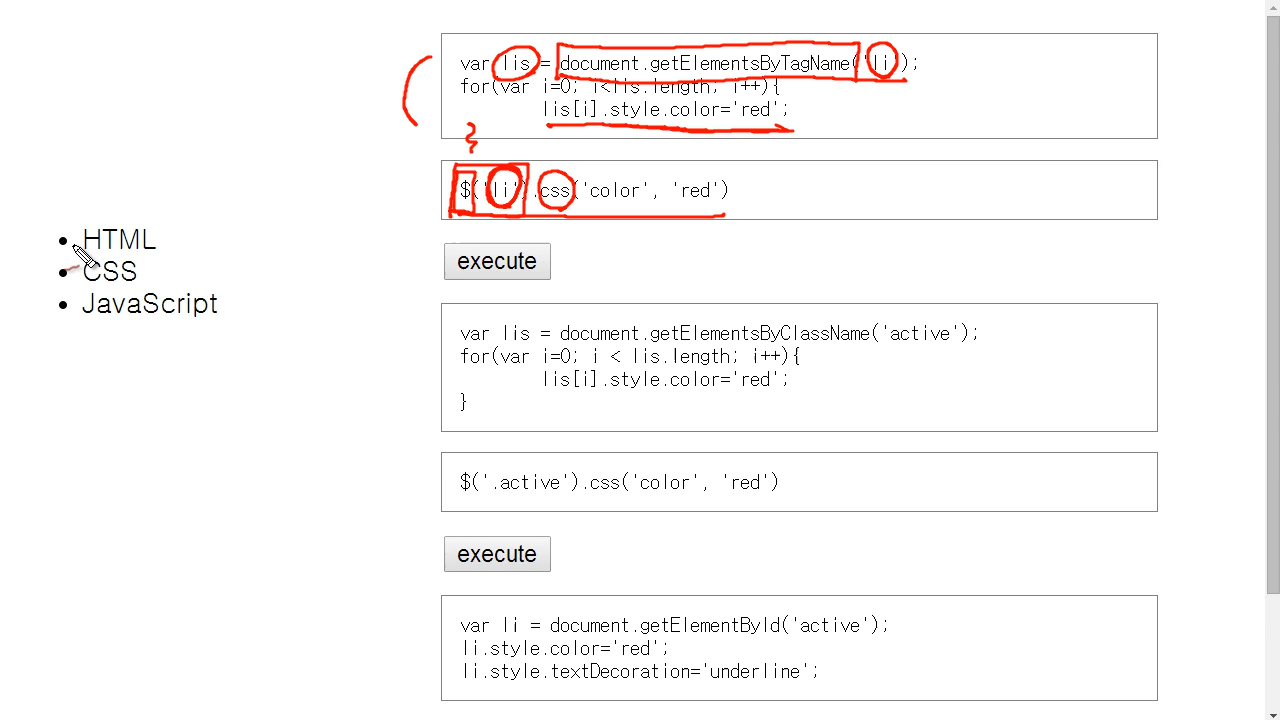 var lis = document.getElementsByTagName('li');
for(var i=0; i<lis.length; i++){
lis[i].style.color='red';
}
$('li').css('color', 'red')
execute
HTML
CSS
JavaScript
var lis = document.getElementsByClassName('active');
for(var i=0; i < lis.length; i++){
lis[i].style.color='red';
}
$('.active').css('color', 'red')
execute
var li = document.getElementById('active');
li.style.color='red';
li.style.textDecoration='underline';